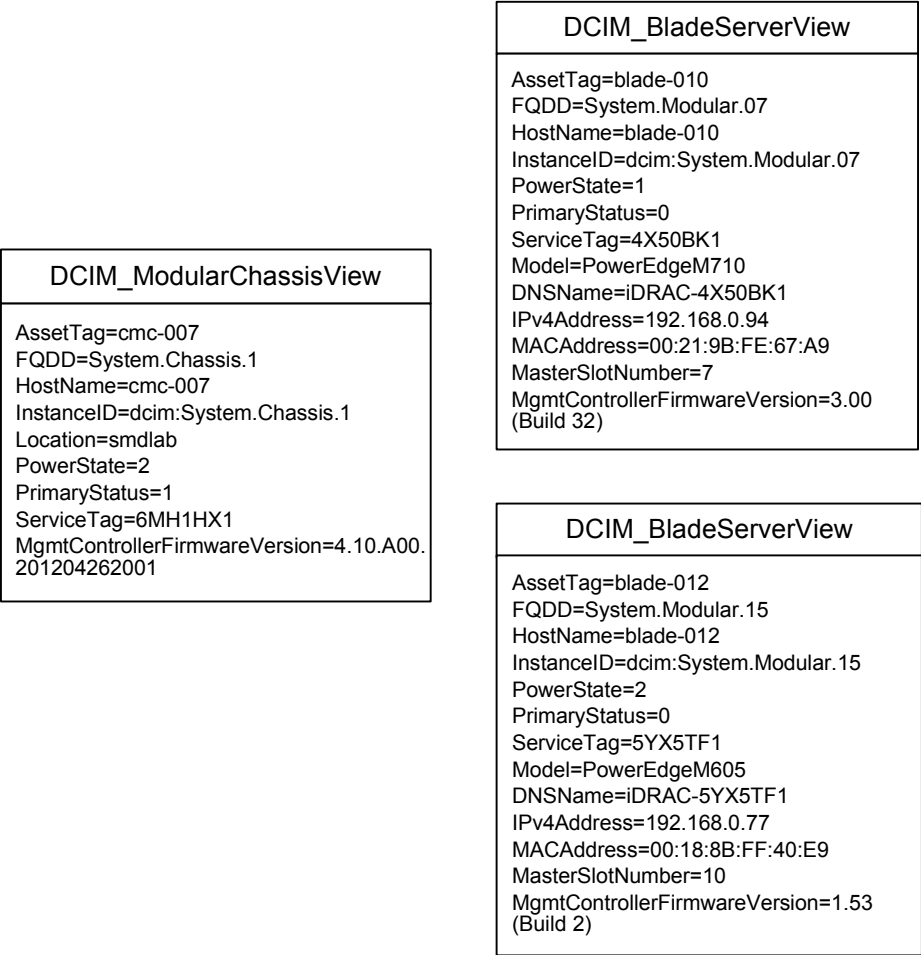 DCIM_ModularChassisView
AssetTag=cmc-007
FQDD=System.Chassis.1
HostName=cmc-007
InstanceID=dcim:System.Chassis.1
Location=smdlab
PowerState=2
PrimaryStatus=1
ServiceTag=6MH1HX1
MgmtControllerFirmwareVersion=4.10.A00.
201204262001
DCIM_BladeServerView
AssetTag=blade-010
FQDD=System.Modular.07
HostName=blade-010
InstanceID=dcim:System.Modular.07
PowerState=1
PrimaryStatus=0
ServiceTag=4X50BK1
Model=PowerEdgeM710
DNSName=iDRAC-4X50BK1
IPv4Address=192.168.0.94
MACAddress=00:21:9B:FE:67:A9
MasterSlotNumber=7
MgmtControllerFirmwareVersion=3.00
(Build 32)
DCIM_BladeServerView
AssetTag=blade-012
FQDD=System.Modular.15
HostName=blade-012
InstanceID=dcim:System.Modular.15
PowerState=2
PrimaryStatus=0
ServiceTag=5YX5TF1
Model=PowerEdgeM605
DNSName=iDRAC-5YX5TF1
IPv4Address=192.168.0.77
MACAddress=00:18:8B:FF:40:E9
MasterSlotNumber=10
MgmtControllerFirmwareVersion=1.53
(Build 2)